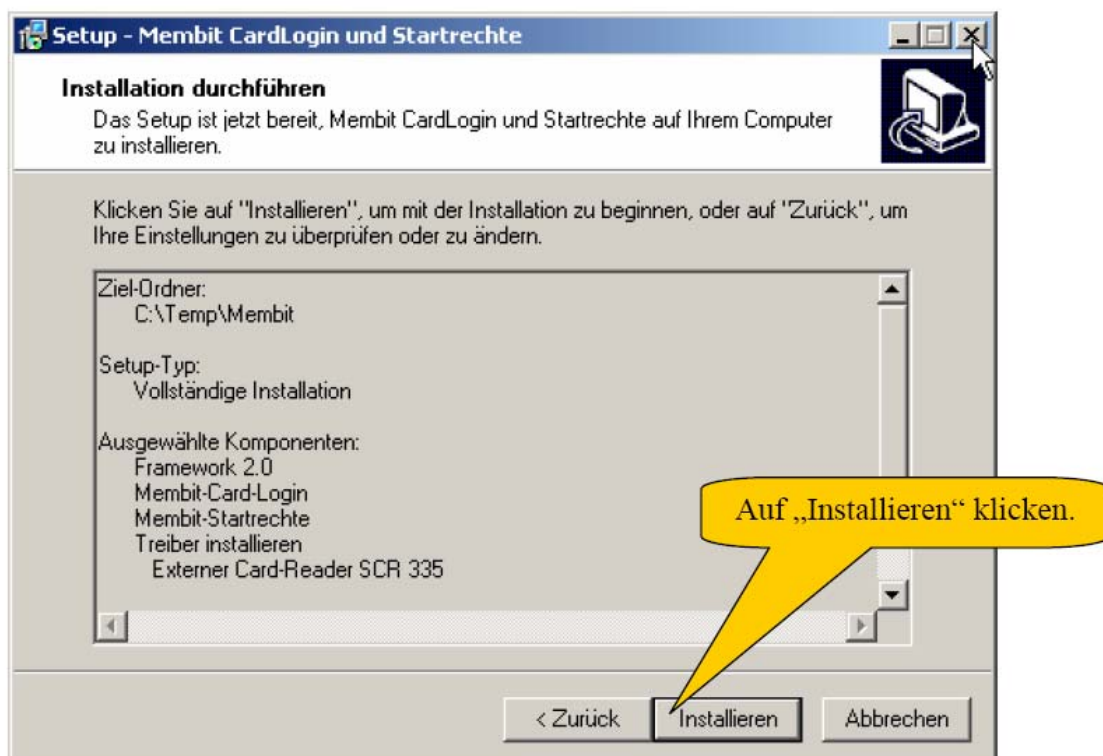 Setup - Membit CardLogin und Startrechte
Installation durchführen
Das Setup ist jetzt bereit, Membit CardLogin und Startrechte auf Ihrem Computer
zu installieren.
Klicken Sie auf "Installieren", um mit der Installation zu beginnen, oder auf "Zurück", um
Ihre Einstellungen zu überprüfen oder zu ändern.
Ziel-Ordner:
C:\Temp\Membit
Setup-Typ:
Vollständige Installation
Ausgewählte Komponenten:
Framework 2.0
Membit-Card-Login
Membit-Startrechte
Treiber installieren
Externer Card-Reader SCR 335
Auf „Installieren“ klicken.
< Zurück
Installieren
Abbrechen